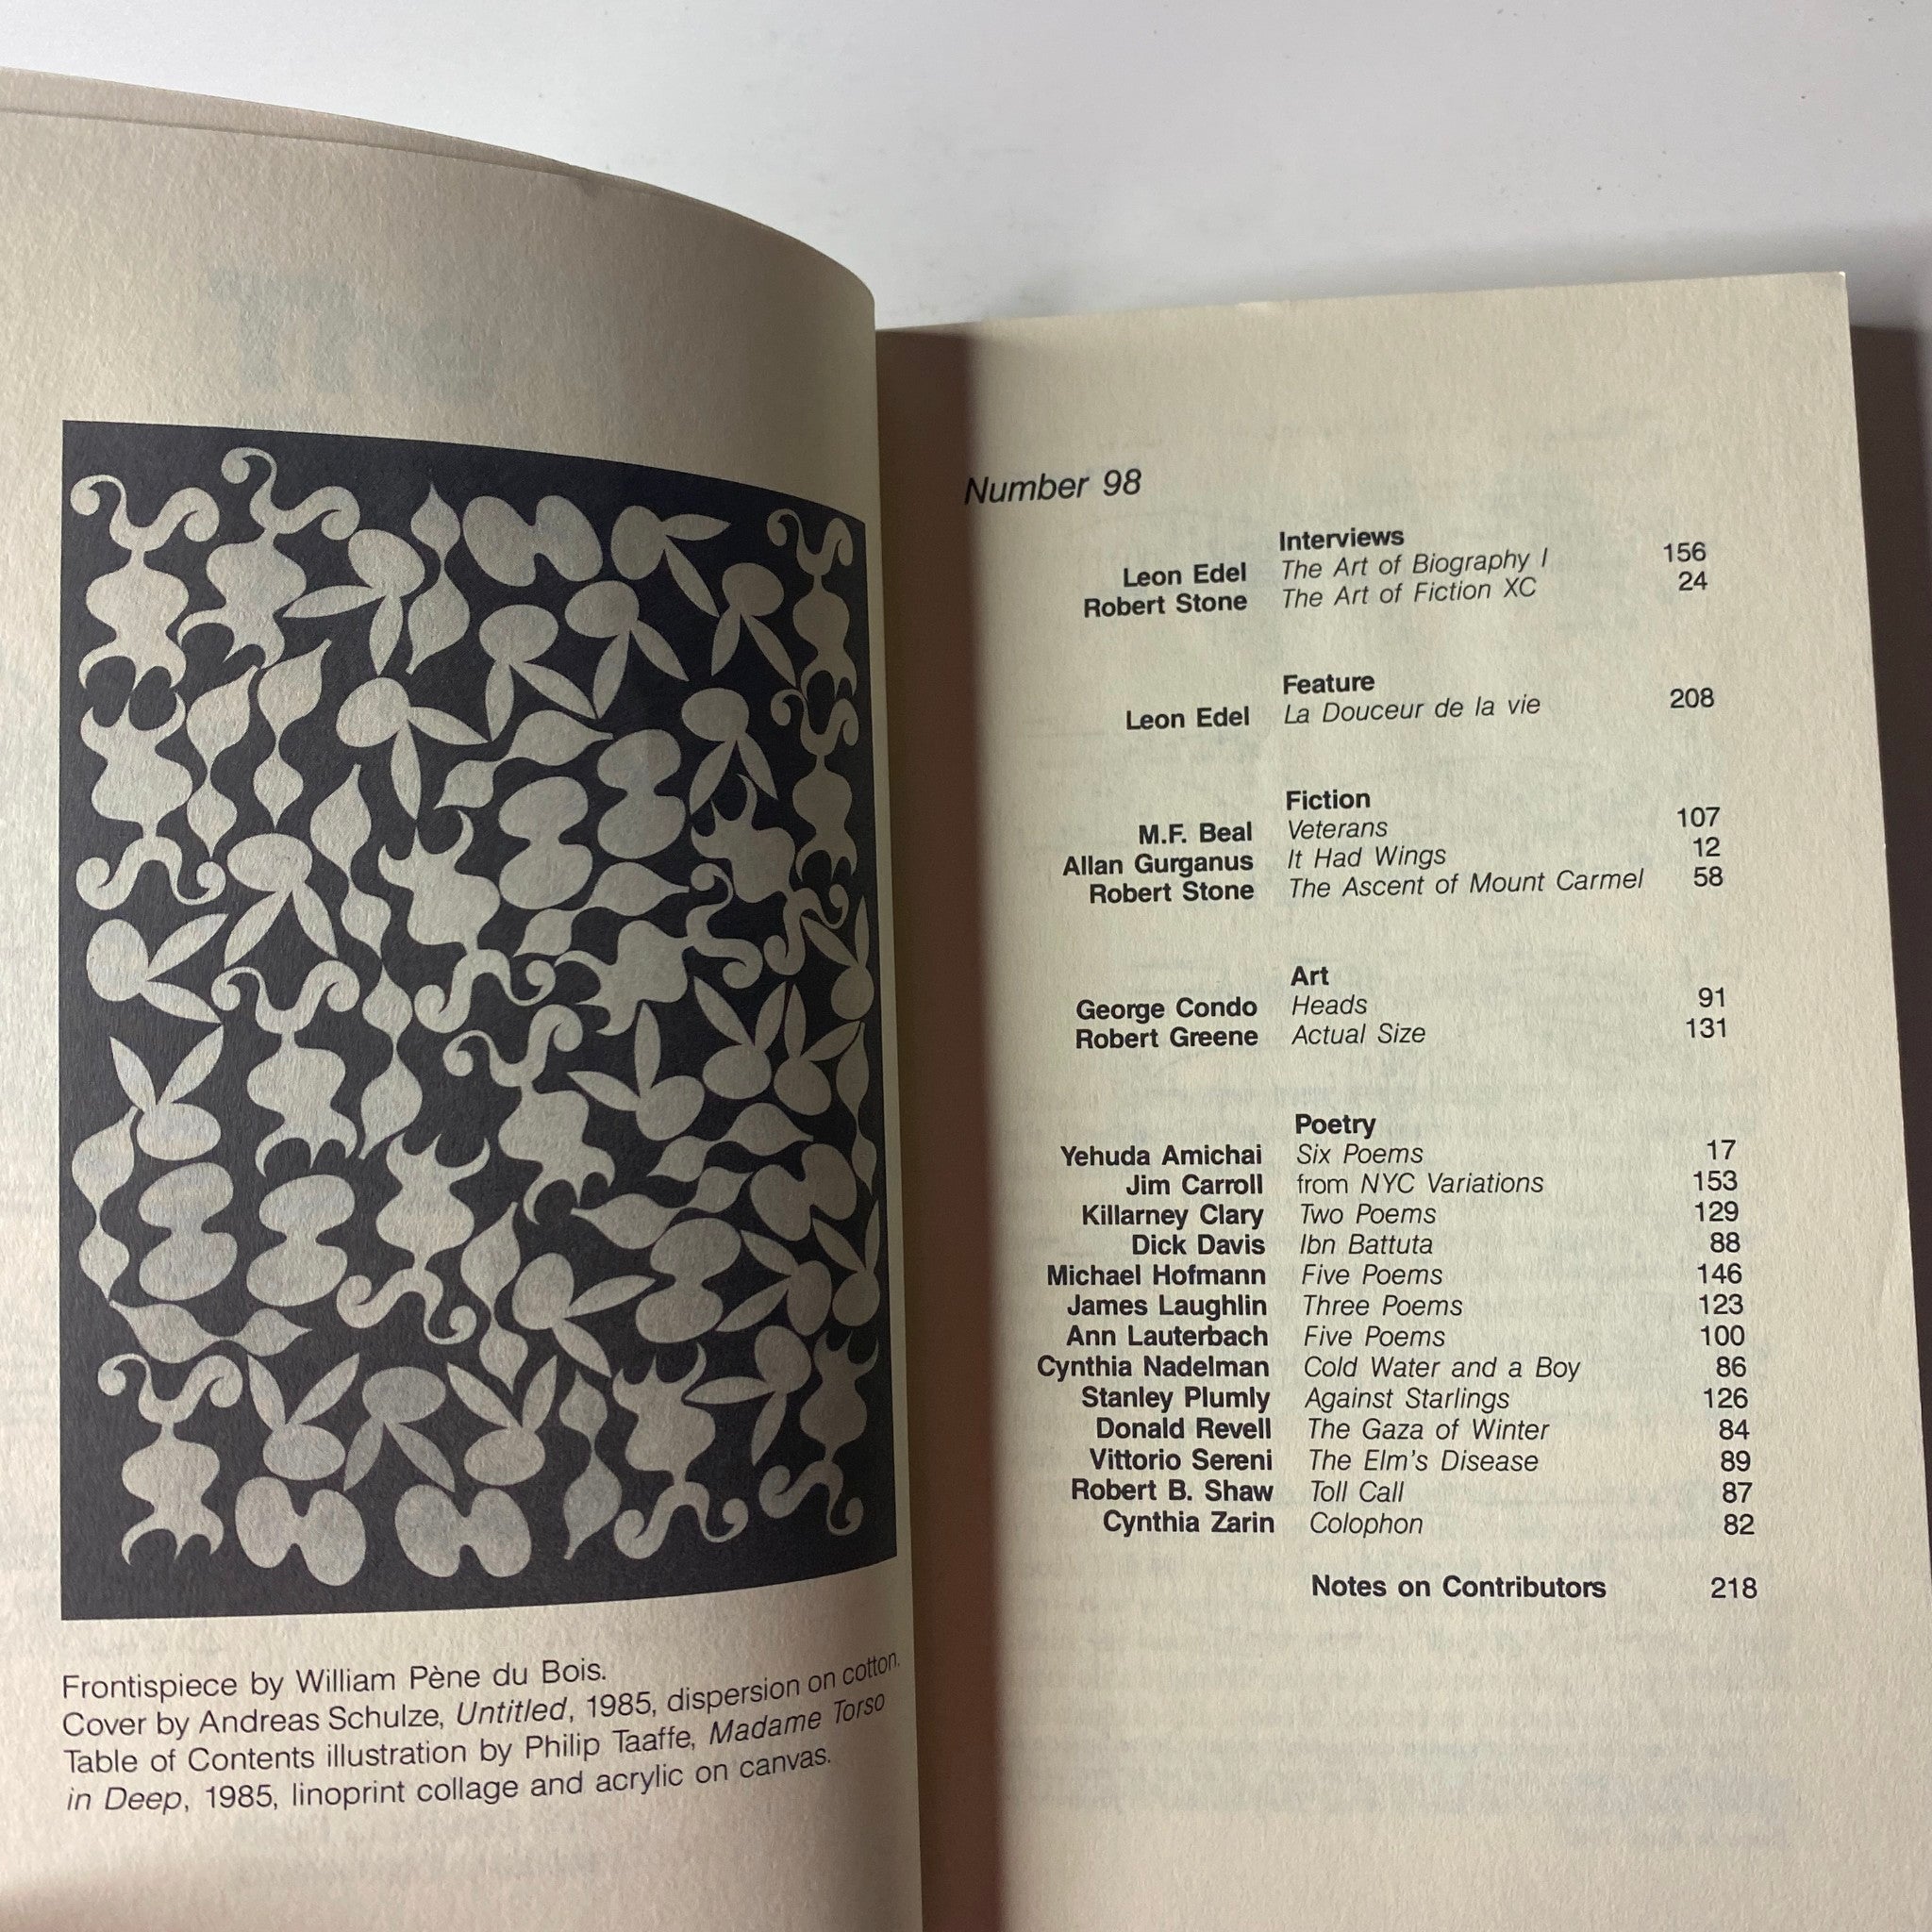 Frontispiece by William Pène du Bois.
Cover by Andreas Schulze, Untitled, 1985, dispersion on cotton.
Table of Contents illustration by Philip Taaffe, Madame Torso
in Deep, 1985, linoprint collage and acrylic on canvas.
Number 98
Interviews
Leon Edel The Art of Biography I 156
Robert Stone The Art of Fiction XC 24
Feature
Leon Edel La Douceur de la vie 208
Fiction
M.F. Beal Veterans 107
Allan Gurganus It Had Wings 12
Robert Stone The Ascent of Mount Carmel 58
Art
George Condo Heads 91
Robert Greene Actual Size 131
Poetry
Yehuda Amichai Six Poems 17
Jim Carroll from NYC Variations 153
Killarney Clary Two Poems 129
Dick Davis Ibn Battuta 88
Michael Hofmann Five Poems 146
James Laughlin Three Poems 123
Ann Lauterbach Five Poems 100
Cynthia Nadelman Cold Water and a Boy 86
Stanley Plumly Against Starlings 126
Donald Revell The Gaza of Winter 84
Vittorio Sereni The Elm's Disease 89
Robert B. Shaw Toll Call 87
Cynthia Zarin Colophon 82
Notes on Contributors 218